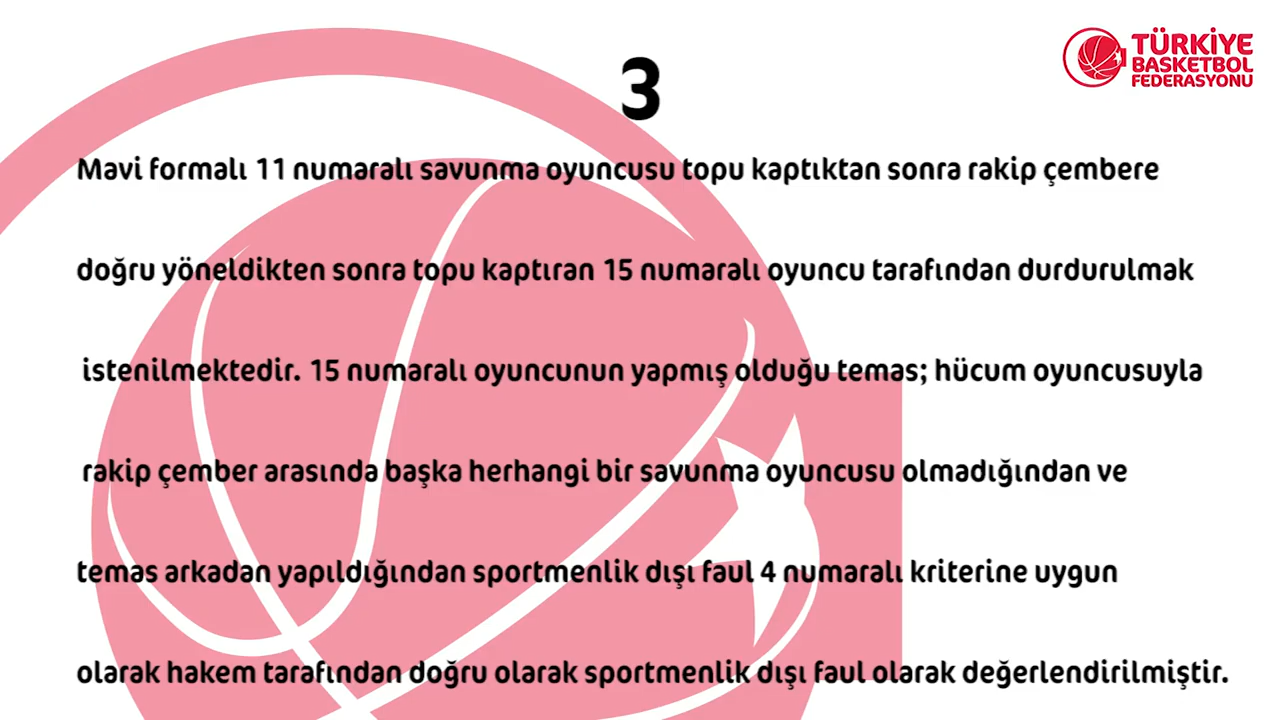 TÜRKİYE
BASKETBOL
FEDERASYONU
3
Mavi formalı 11 numaralı savunma oyuncusu topu kaptıktan sonra rakip çembere
doğru yöneldikten sonra topu kaptıran 15 numaralı oyuncu tarafından durdurulmak
istenilmektedir. 15 numaralı oyuncunun yapmış olduğu temas; hücum oyuncusuyla
rakip çember arasında başka herhangi bir savunma oyuncusu olmadığından ve
temas arkadan yapıldığından sportmenlik dışı faul 4 numaralı kriterine uygun
olarak hakem tarafından doğru olarak sportmenlik dışı faul olarak değerlendirilmiştir.